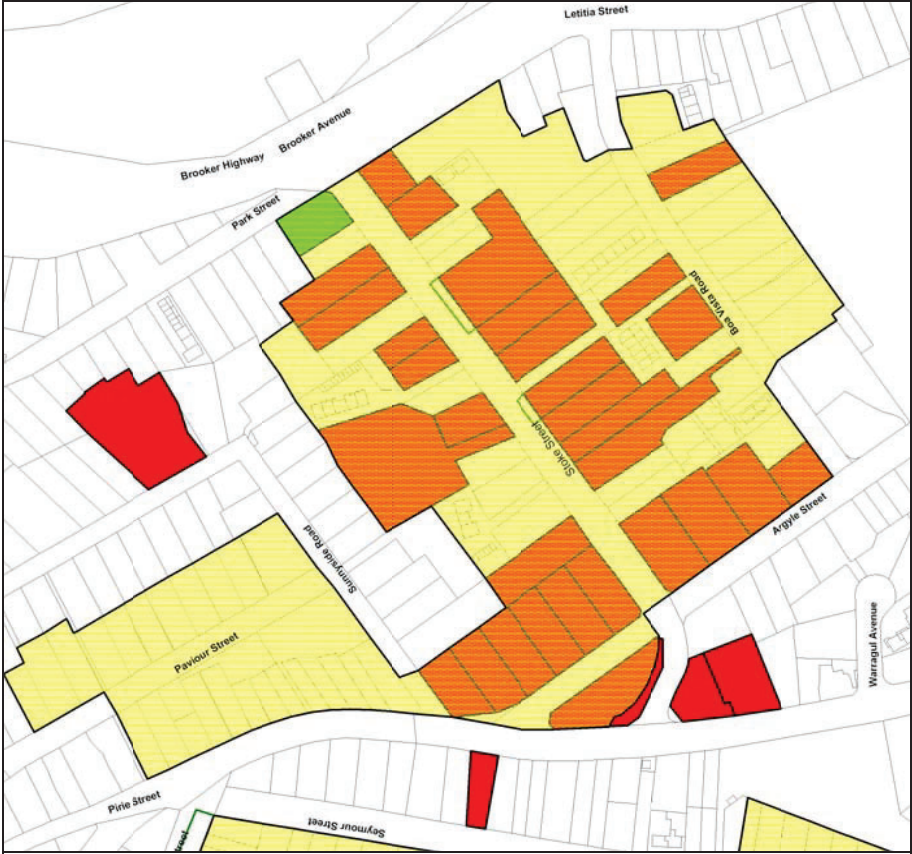 Letitia Street
Brooker Avenue
Brooker Highway
Park Street
Boa Vista Road
Stoke Street
Argyle Street
Sunnyside Road
Paviour Street
Warragul Avenue
Pirie Street
Seymour Street